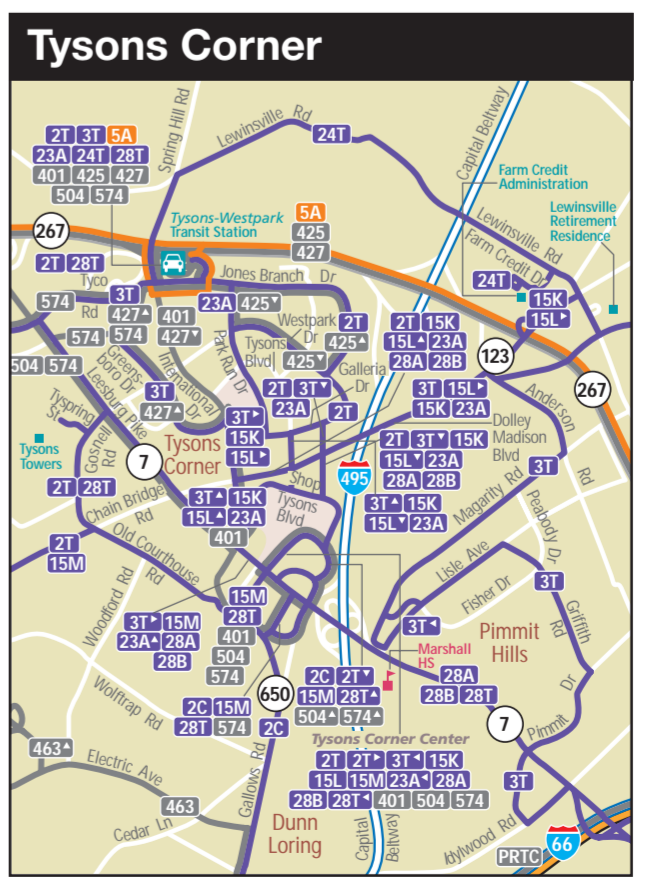 Tysons Corner
2T 3T 5A
23A 24T 28T
401 425 427
504 574
Spring Hill Rd
Lewinsville Rd
24T
Capital Beltway
Farm Credit
Administration
Lewinsville
Retirement
Residence
Lewinsville Rd
Farm Credit Dr
24T
15K
15L▶
267
Tysons-Westpark
Transit Station
5A
425
427
2T 28T
Tyco
Rd
574
3T
427▲
574
574
504 574
401
427▼
Jones Branch Dr
23A 425▼
Westpark
Dr
2T
425▲
Tysons
Blvd
425▼
Park Run Dr
International
Dr
Greens-
boro Dr
3T
427▲
Galleria
Dr
2T 3T▼
23A
2T
2T 15K
15L▲ 23A
28A 28B
123
267
3T 15L▶
15K 23A
Dolley
Madison
Blvd
Anderson
Rd
3T
Leesburg Pike
Tyspring
St
Gosnell
Rd
Tysons
Towers
7
Tysons
Corner
3T▶
15K
15L▶
2T 3T▼ 15K
15L▼ 23A
28A 28B
495
3T▲ 15K
15L▼ 23A
Magarity Rd
Peabody Dr
2T 28T
Chain Bridge
Rd
3T▲ 15K
15L▲ 23A
401
Shop
Tysons
Blvd
2T
15M
Old Courthouse
Rd
Woodford Rd
Lisle Ave
Fisher Dr
3T
Griffith
Rd
3T◀
Pimmit
Hills
Marshall
HS
15M
28T
401
504
574
3T▶ 15M
23A▲ 28A
28B
2C 15M
28T 574
650
2C
2C 2T▼
15M 28T▲
504▲ 574▲
28A
28B 28T
7
Pimmit
Dr
Wolftrap Rd
463▲
Electric Ave
463
Cedar Ln
Gallows Rd
Tysons Corner Center
2T 2T▶ 3T◀ 15K
15L 15M 23A◀ 28A
28B 28T◀ 401 504 574
3T
Dunn
Loring
Capital
Beltway
Idylwood Rd
PRTC
66